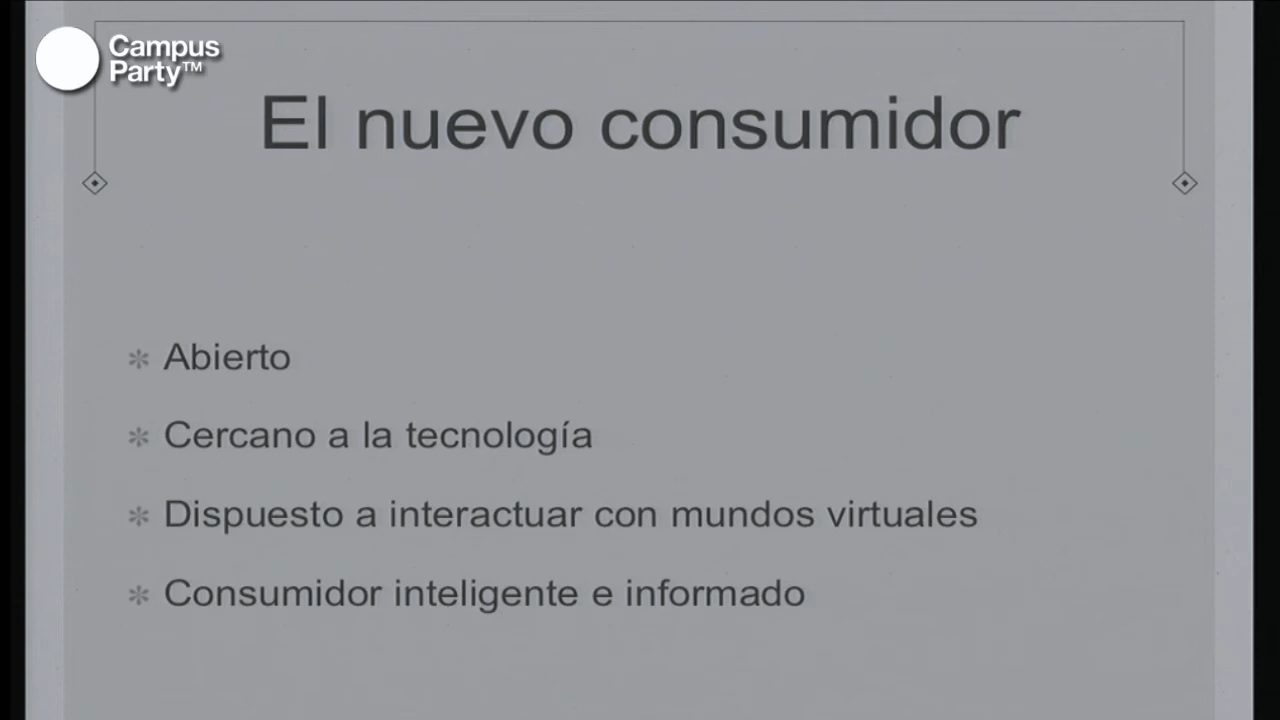 Campus
Party™
El nuevo consumidor
Abierto
Cercano a la tecnología
Dispuesto a interactuar con mundos virtuales
Consumidor inteligente e informado